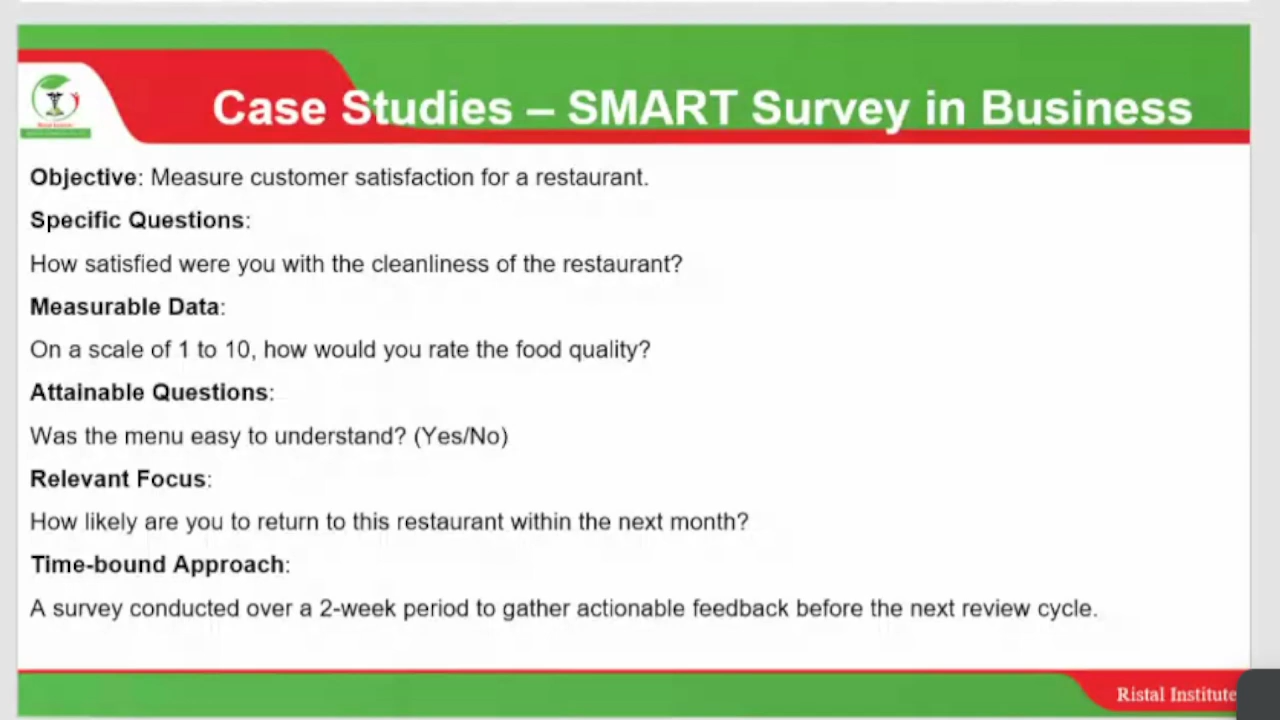 Case Studies – SMART Survey in Business
Objective: Measure customer satisfaction for a restaurant.
Specific Questions:
How satisfied were you with the cleanliness of the restaurant?
Measurable Data:
On a scale of 1 to 10, how would you rate the food quality?
Attainable Questions:
Was the menu easy to understand? (Yes/No)
Relevant Focus:
How likely are you to return to this restaurant within the next month?
Time-bound Approach:
A survey conducted over a 2-week period to gather actionable feedback before the next review cycle.
Ristal Institute